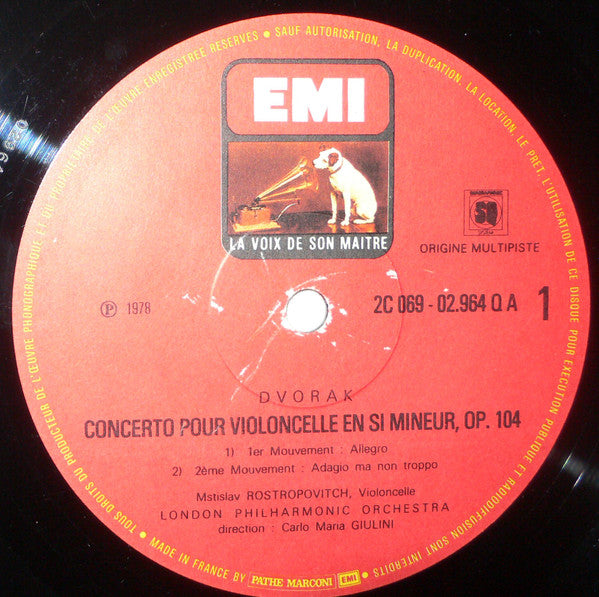 TOUS DROITS DU PRODUCTEUR DE L'ŒUVRE PHONOGRAPHIQUE ET DU PROPRIETAIRE DE L'ŒUVRE ENREGISTREE RESERVES • SAUF AUTORISATION, LA DUPLICATION, LA LOCATION, LE PRET, L'UTILISATION DE CE DISQUE POUR EXECUTION PUBLIQUE ET RADIODIFFUSION SONT INTERDITS •
EMI
LA VOIX DE SON MAITRE
SQ
ORIGINE MULTIPISTE
Ⓟ 1978
2C 069 - 02.964 Q A 1
DVORAK
CONCERTO POUR VIOLONCELLE EN SI MINEUR, OP. 104
1) 1er Mouvement : Allegro
2) 2ème Mouvement : Adagio ma non troppo
Mstislav ROSTROPOVITCH, Violoncelle
LONDON PHILHARMONIC ORCHESTRA
direction : Carlo Maria GIULINI
MADE IN FRANCE BY PATHE MARCONI EMI